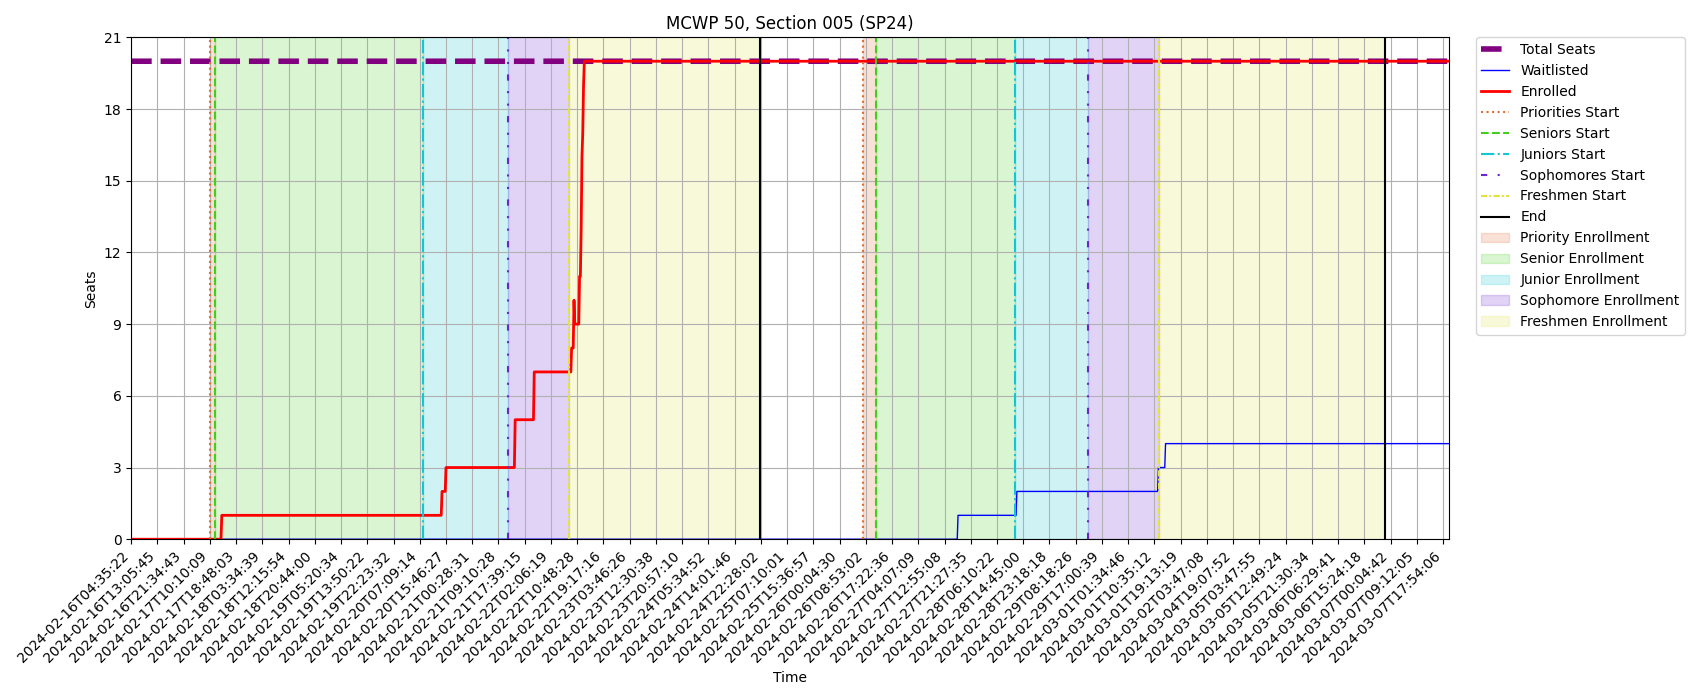 MCWP 50, Section 005 (SP24)
Seats
21
18
15
12
9
6
3
0
2024-02-16T04:35:22
2024-02-16T13:05:45
2024-02-16T21:34:43
2024-02-17T10:10:09
2024-02-17T18:48:03
2024-02-18T03:34:39
2024-02-18T12:15:54
2024-02-18T20:44:00
2024-02-19T05:20:34
2024-02-19T13:50:22
2024-02-19T22:23:32
2024-02-20T07:09:14
2024-02-20T15:46:27
2024-02-21T00:28:31
2024-02-21T09:10:28
2024-02-21T17:39:15
2024-02-22T02:06:19
2024-02-22T10:48:28
2024-02-22T19:17:16
2024-02-23T03:46:26
2024-02-23T12:30:38
2024-02-23T20:57:10
2024-02-24T05:34:52
2024-02-24T14:01:46
2024-02-24T22:28:02
2024-02-25T07:10:01
2024-02-25T15:36:57
2024-02-26T00:04:30
2024-02-26T08:53:02
2024-02-26T17:22:36
2024-02-27T04:07:09
2024-02-27T12:55:08
2024-02-27T21:27:35
2024-02-28T06:10:22
2024-02-28T14:45:00
2024-02-28T23:18:18
2024-02-29T08:18:26
2024-02-29T17:00:39
2024-03-01T01:34:46
2024-03-01T10:35:12
2024-03-01T19:13:19
2024-03-02T03:47:08
2024-03-04T19:07:52
2024-03-05T03:47:55
2024-03-05T12:49:24
2024-03-05T21:30:34
2024-03-06T06:29:41
2024-03-06T15:24:18
2024-03-07T00:04:42
2024-03-07T09:12:05
2024-03-07T17:54:06
Time
Total Seats
Waitlisted
Enrolled
Priorities Start
Seniors Start
Juniors Start
Sophomores Start
Freshmen Start
End
Priority Enrollment
Senior Enrollment
Junior Enrollment
Sophomore Enrollment
Freshmen Enrollment